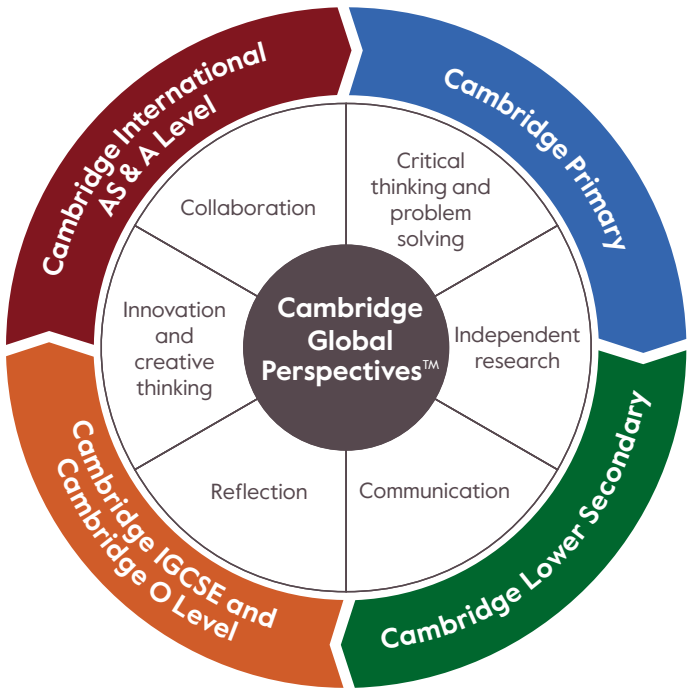 Cambridge International
AS & A Level
Cambridge Primary
Cambridge Lower Secondary
Cambridge IGCSE and
Cambridge O Level
Collaboration
Critical
thinking and
problem
solving
Independent
research
Communication
Reflection
Innovation
and
creative
thinking
Cambridge
Global
Perspectives™